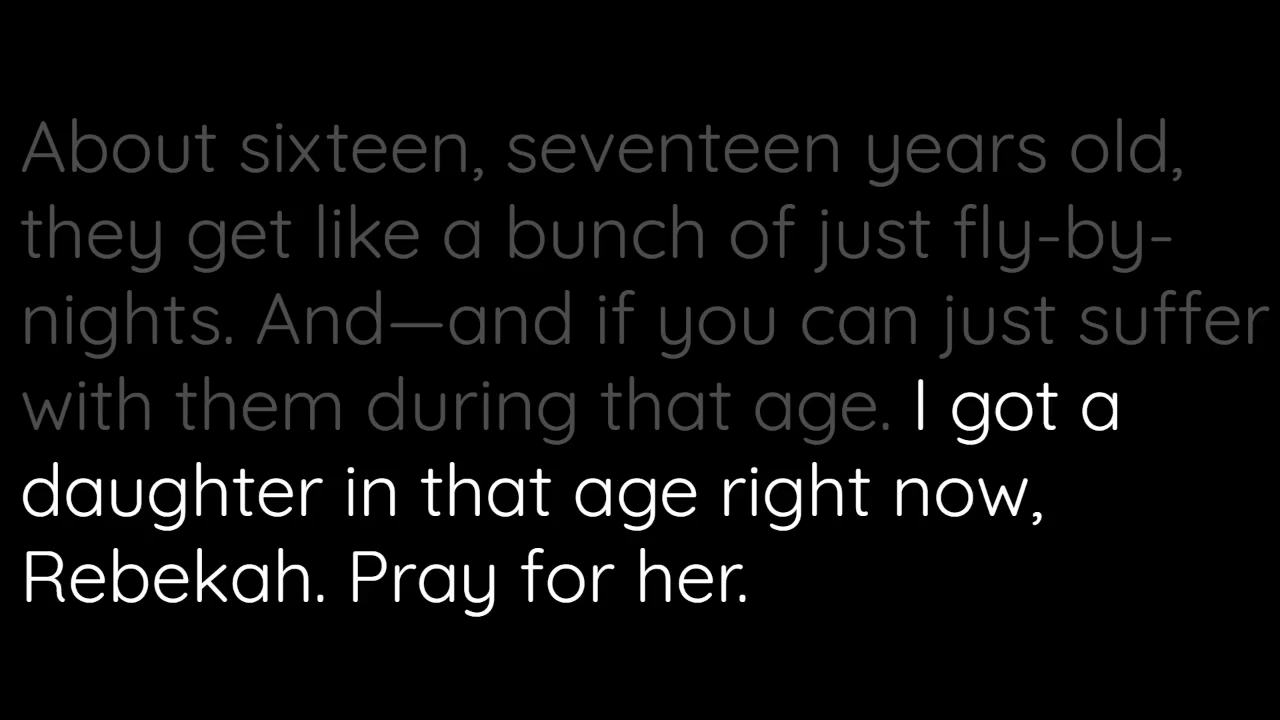 About sixteen, seventeen years old,
they get like a bunch of just fly-by-
nights. And—and if you can just suffer
with them during that age. I got a
daughter in that age right now,
Rebekah. Pray for her.